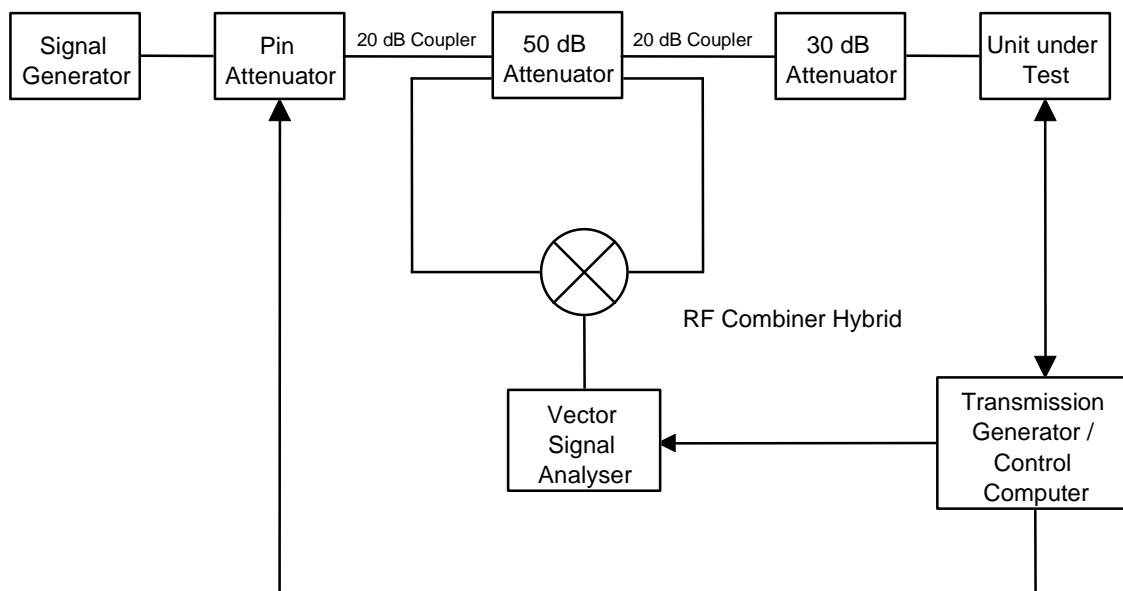 Signal
Generator
Pin
Attenuator
20 dB Coupler
50 dB
Attenuator
20 dB Coupler
30 dB
Attenuator
Unit under
Test
RF Combiner Hybrid
Vector
Signal
Analyser
Transmission
Generator /
Control
Computer